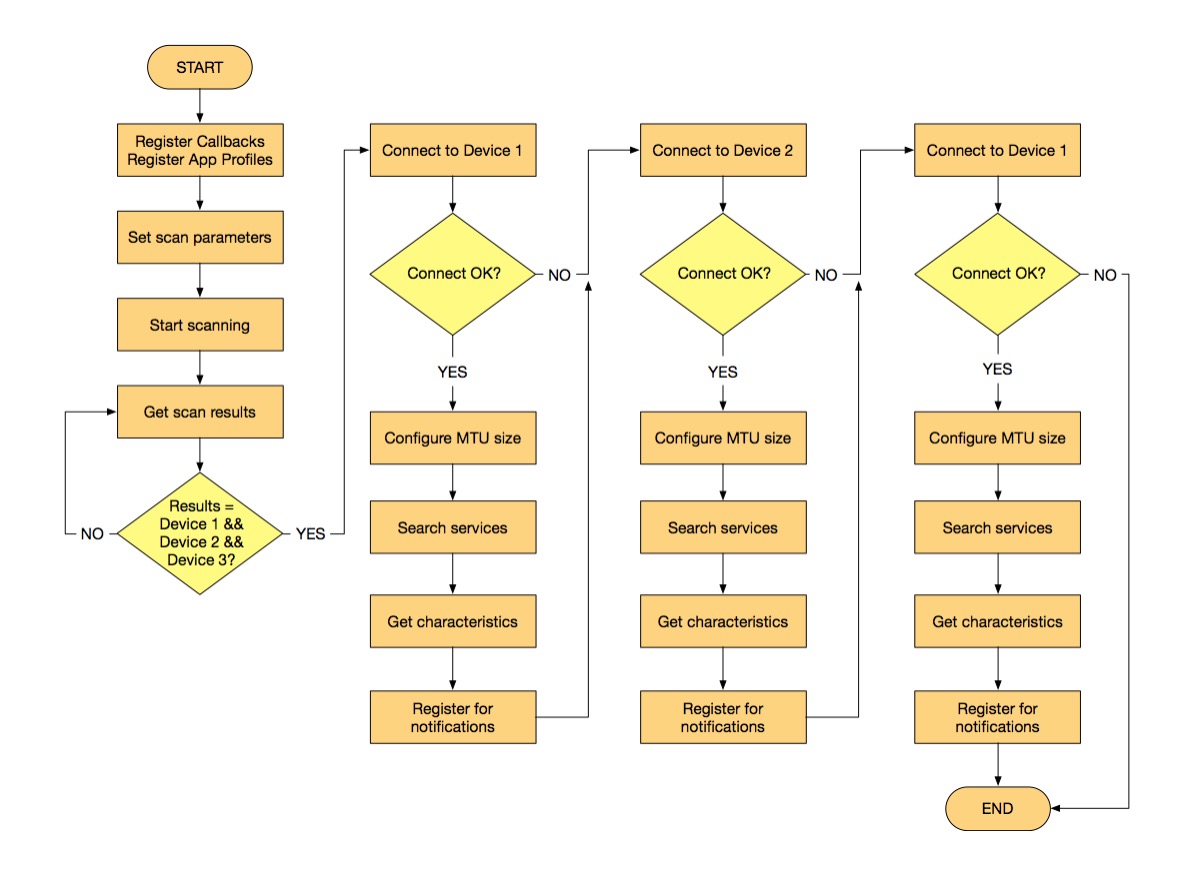 START
Register Callbacks
Register App Profiles
Set scan parameters
Start scanning
Get scan results
Results =
Device 1 &&
Device 2 &&
Device 3?
NO
YES
Connect to Device 1
Connect OK?
NO
YES
Configure MTU size
Search services
Get characteristics
Register for
notifications
Connect to Device 2
Connect OK?
NO
YES
Configure MTU size
Search services
Get characteristics
Register for
notifications
Connect to Device 1
Connect OK?
NO
YES
Configure MTU size
Search services
Get characteristics
Register for
notifications
END